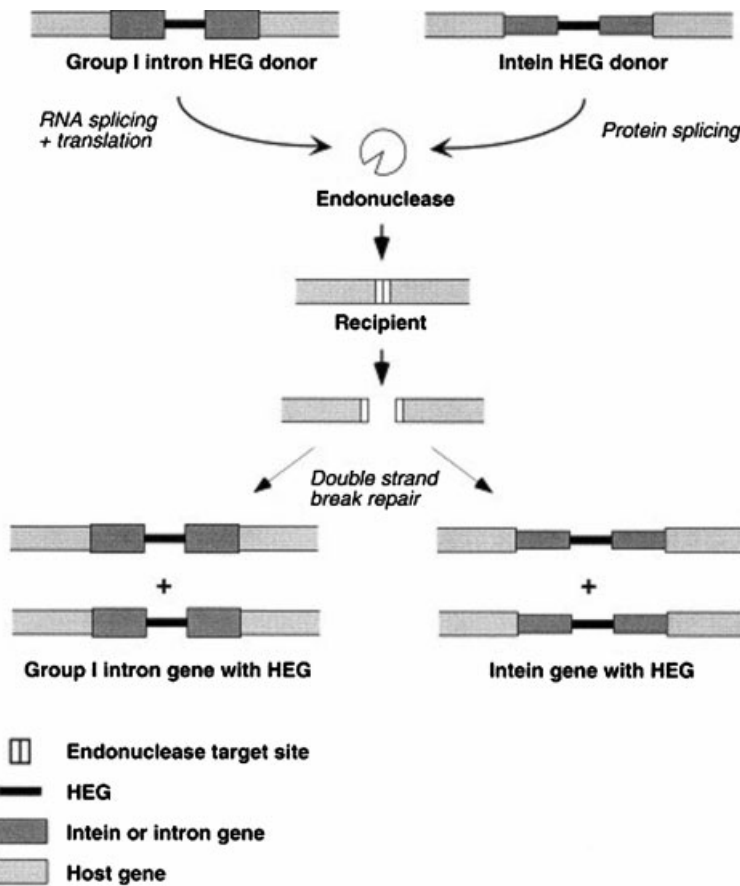 Group I intron HEG donor
Intein HEG donor
RNA splicing
+ translation
Protein splicing
Endonuclease
Recipient
Double strand
break repair
+
+
Group I intron gene with HEG
Intein gene with HEG
Endonuclease target site
HEG
Intein or intron gene
Host gene